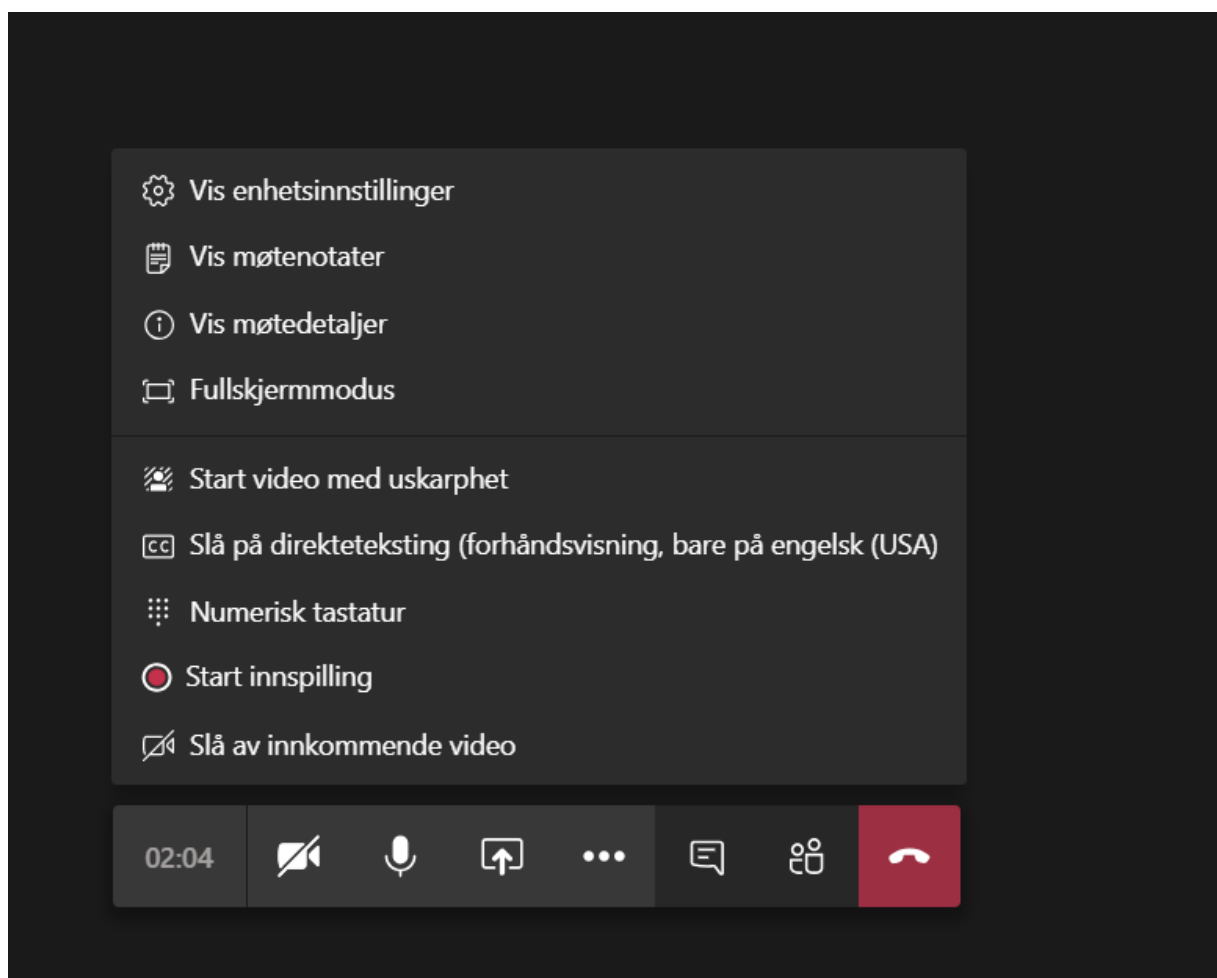 Vis enhetsinnstillinger
Vis møtenotater
Vis møtedetaljer
Fullskjermmodus
Start video med uskarphet
CC Slå på direkteteksting (forhåndsvisning, bare på engelsk (USA)
Numerisk tastatur
Start innspilling
Slå av innkommende video
02:04